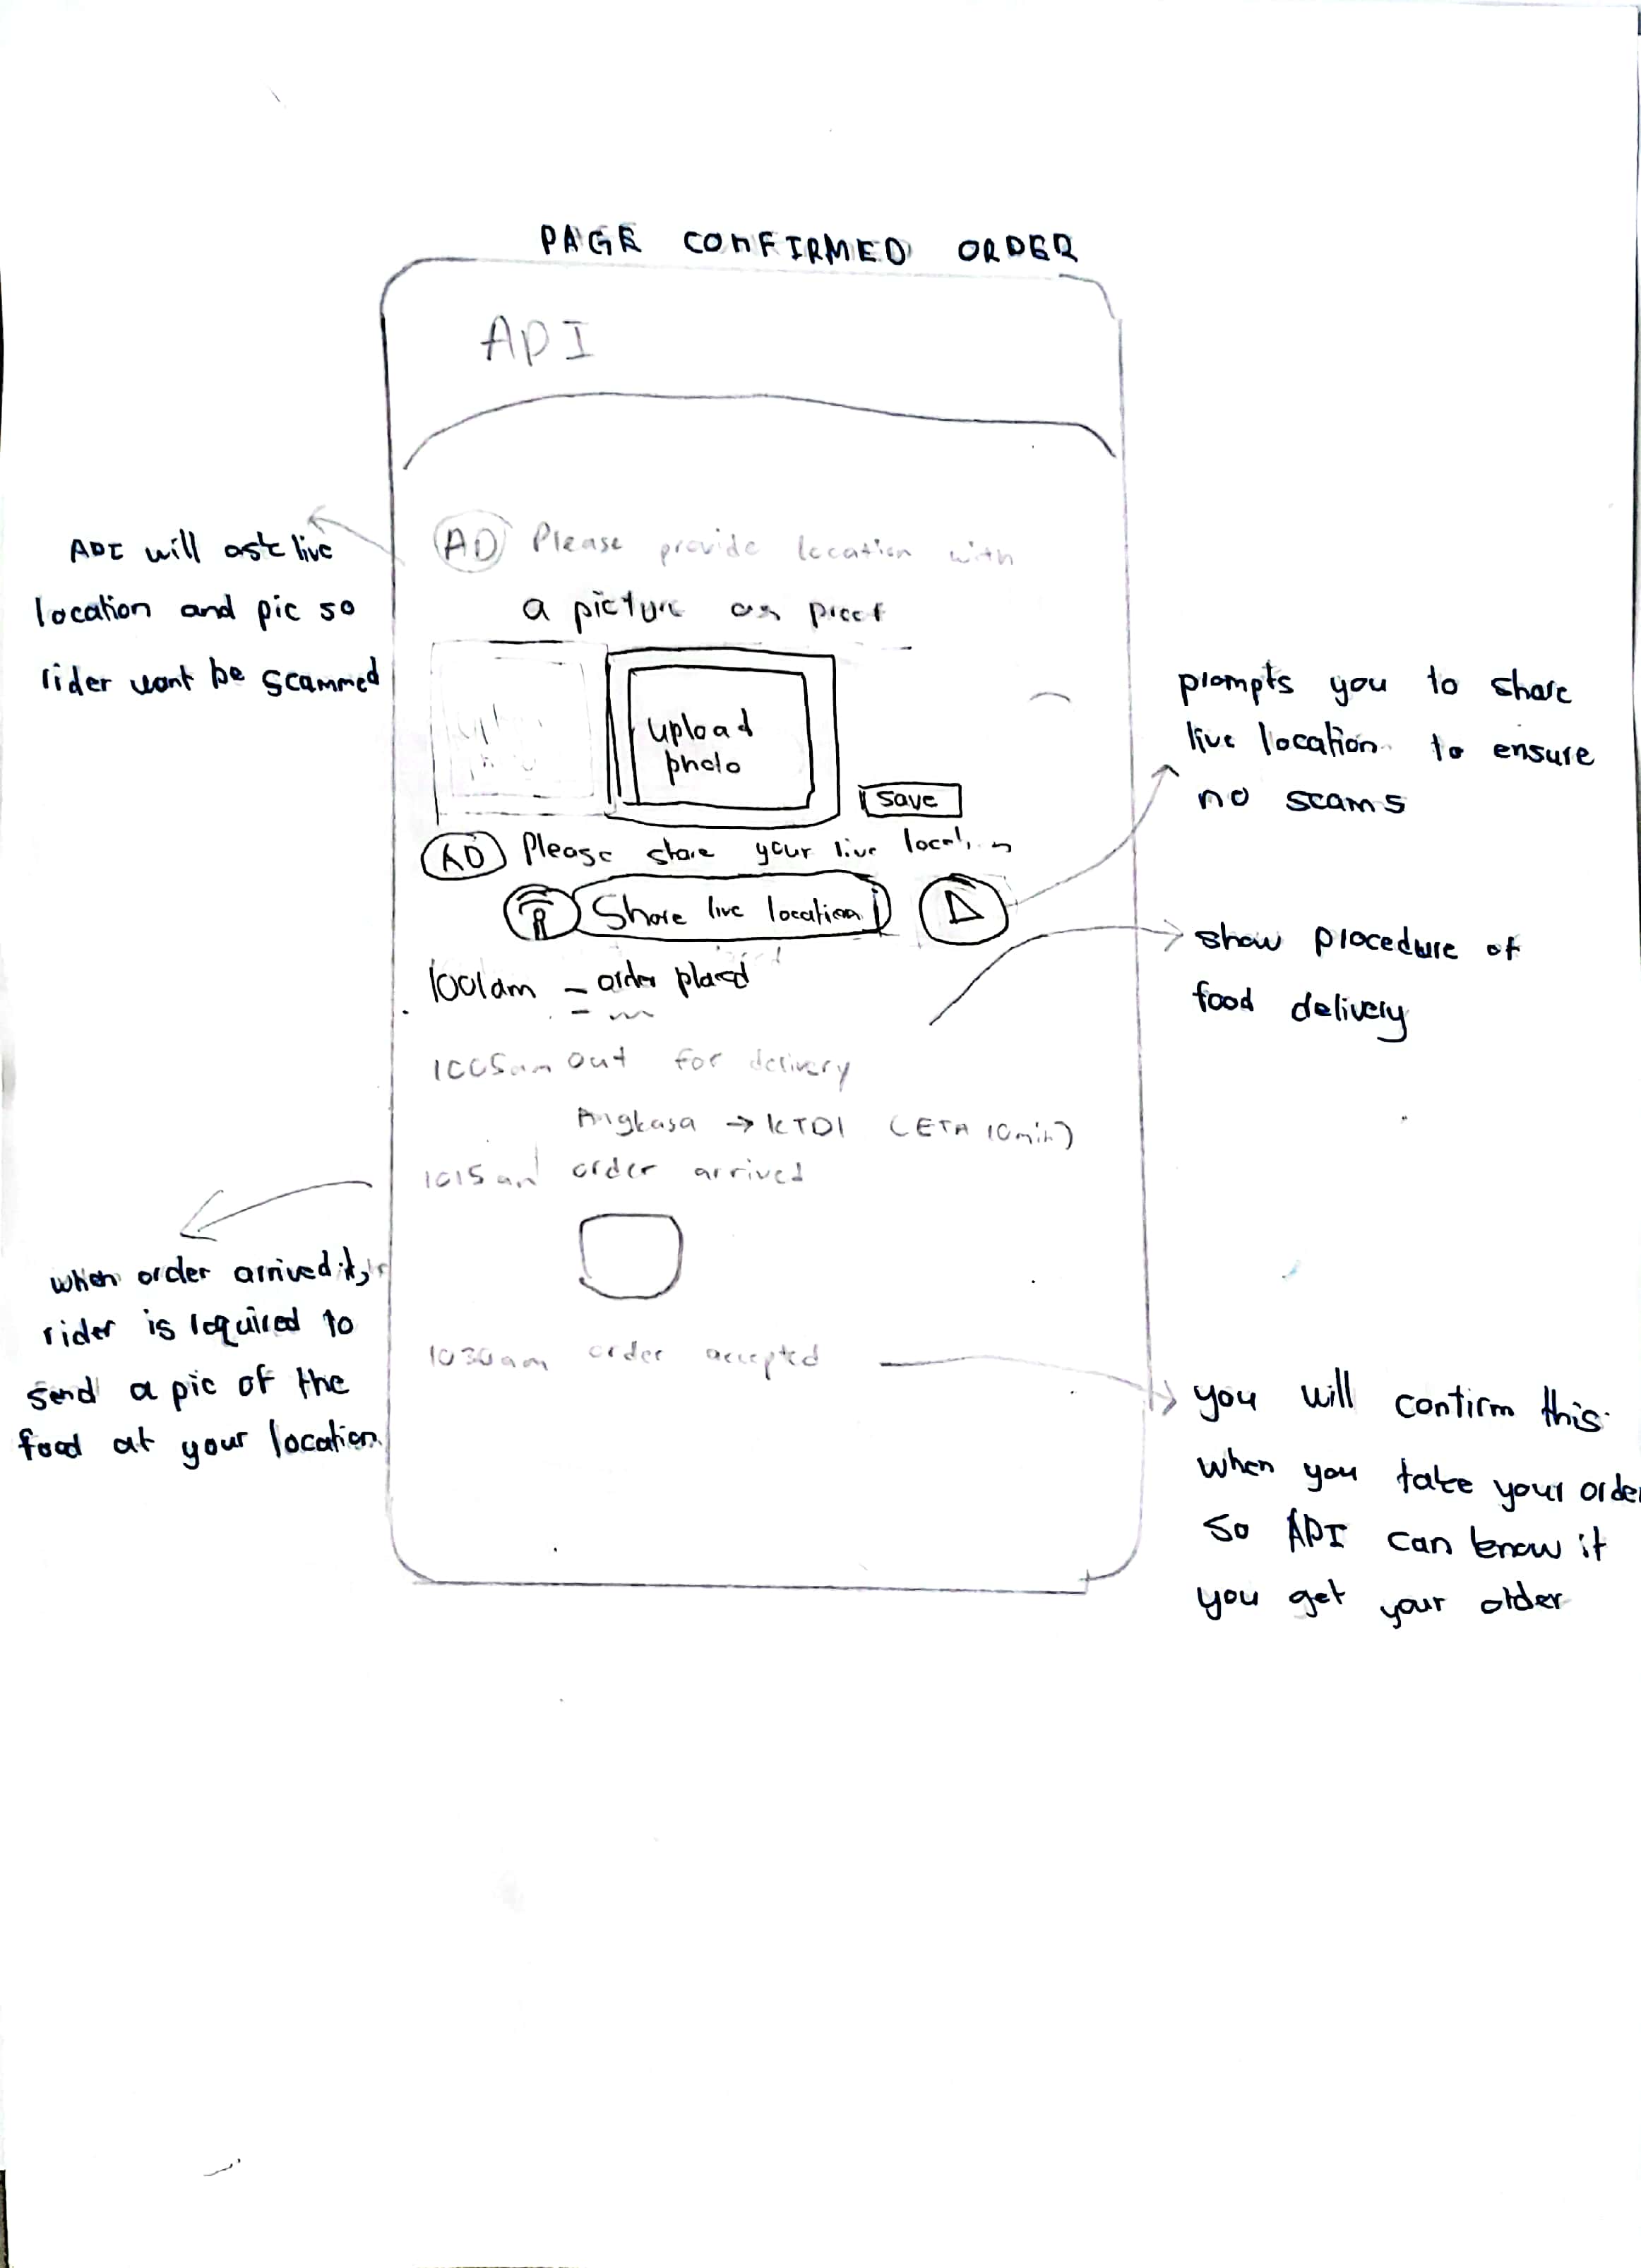 PAGE CONFIRMED ORDER
ADI
ADI will ask live
location and pic so
rider wont be scammed
AD Please provide location with
a picture as proof
upload
photo
save
AD Please share your live location
Share live location
prompts you to share
live location to ensure
no scams
1001am - order placed
show procedure of
food delivery
1005am out for delivery
Angkasa → KTDI (ETA 10min)
1015am order arrived
when order arrived
rider is required to
send a pic of the
food at your location
1030am order accepted
you will confirm this
when you take your order
so ADI can know if
you get your order